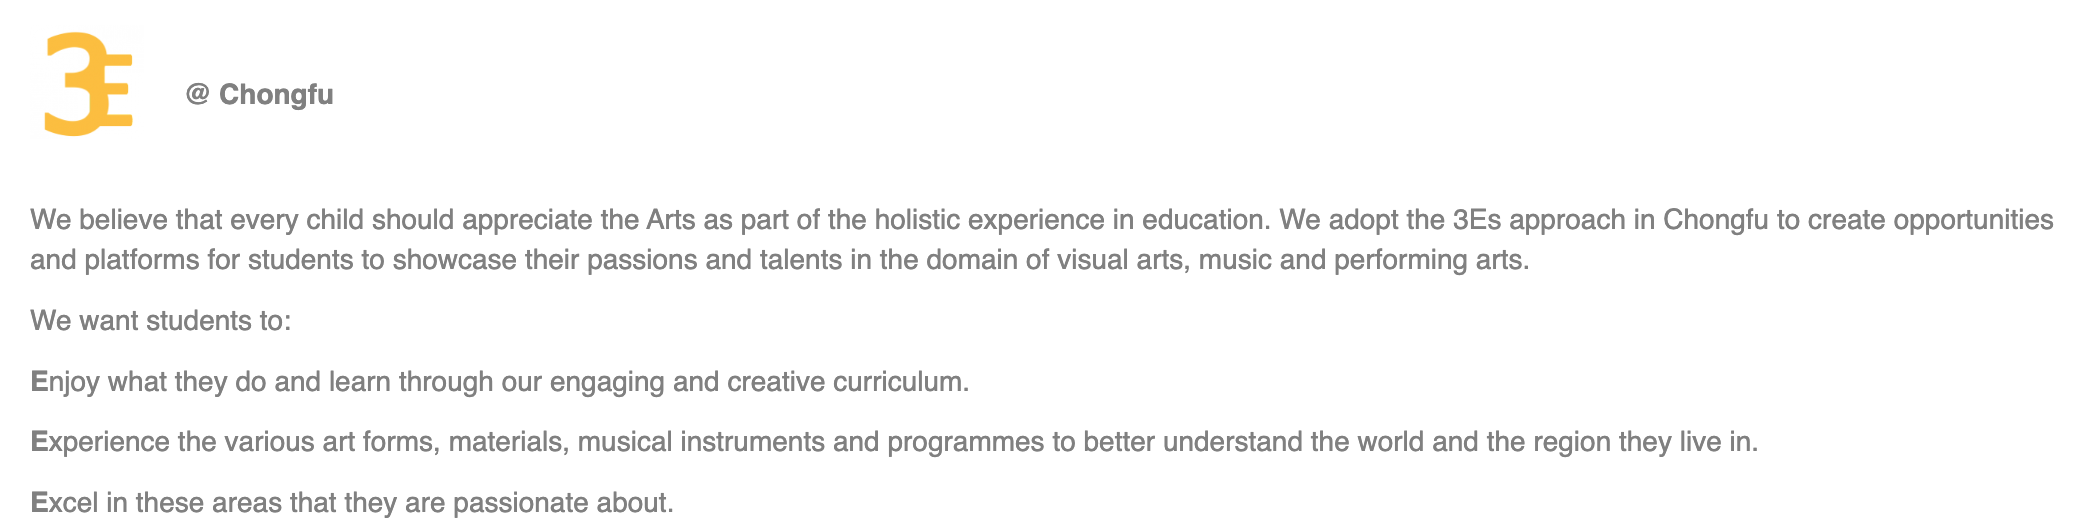 3E
@ Chongfu
We believe that every child should appreciate the Arts as part of the holistic experience in education. We adopt the 3Es approach in Chongfu to create opportunities
and platforms for students to showcase their passions and talents in the domain of visual arts, music and performing arts.
We want students to:
Enjoy what they do and learn through our engaging and creative curriculum.
Experience the various art forms, materials, musical instruments and programmes to better understand the world and the region they live in.
Excel in these areas that they are passionate about.